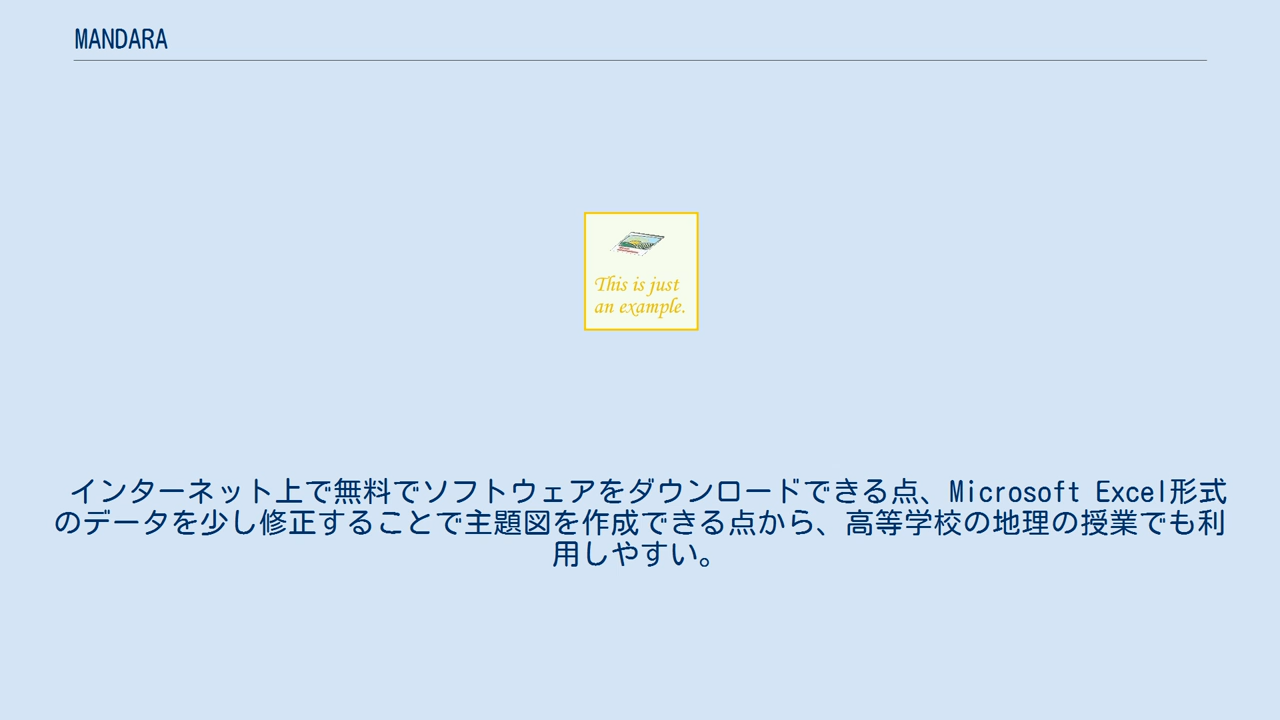 MANDARA
This is just
an example.
インターネット上で無料でソフトウェアをダウンロードできる点、Microsoft Excel形式
のデータを少し修正することで主題図を作成できる点から、高等学校の地理の授業でも利
用しやすい。